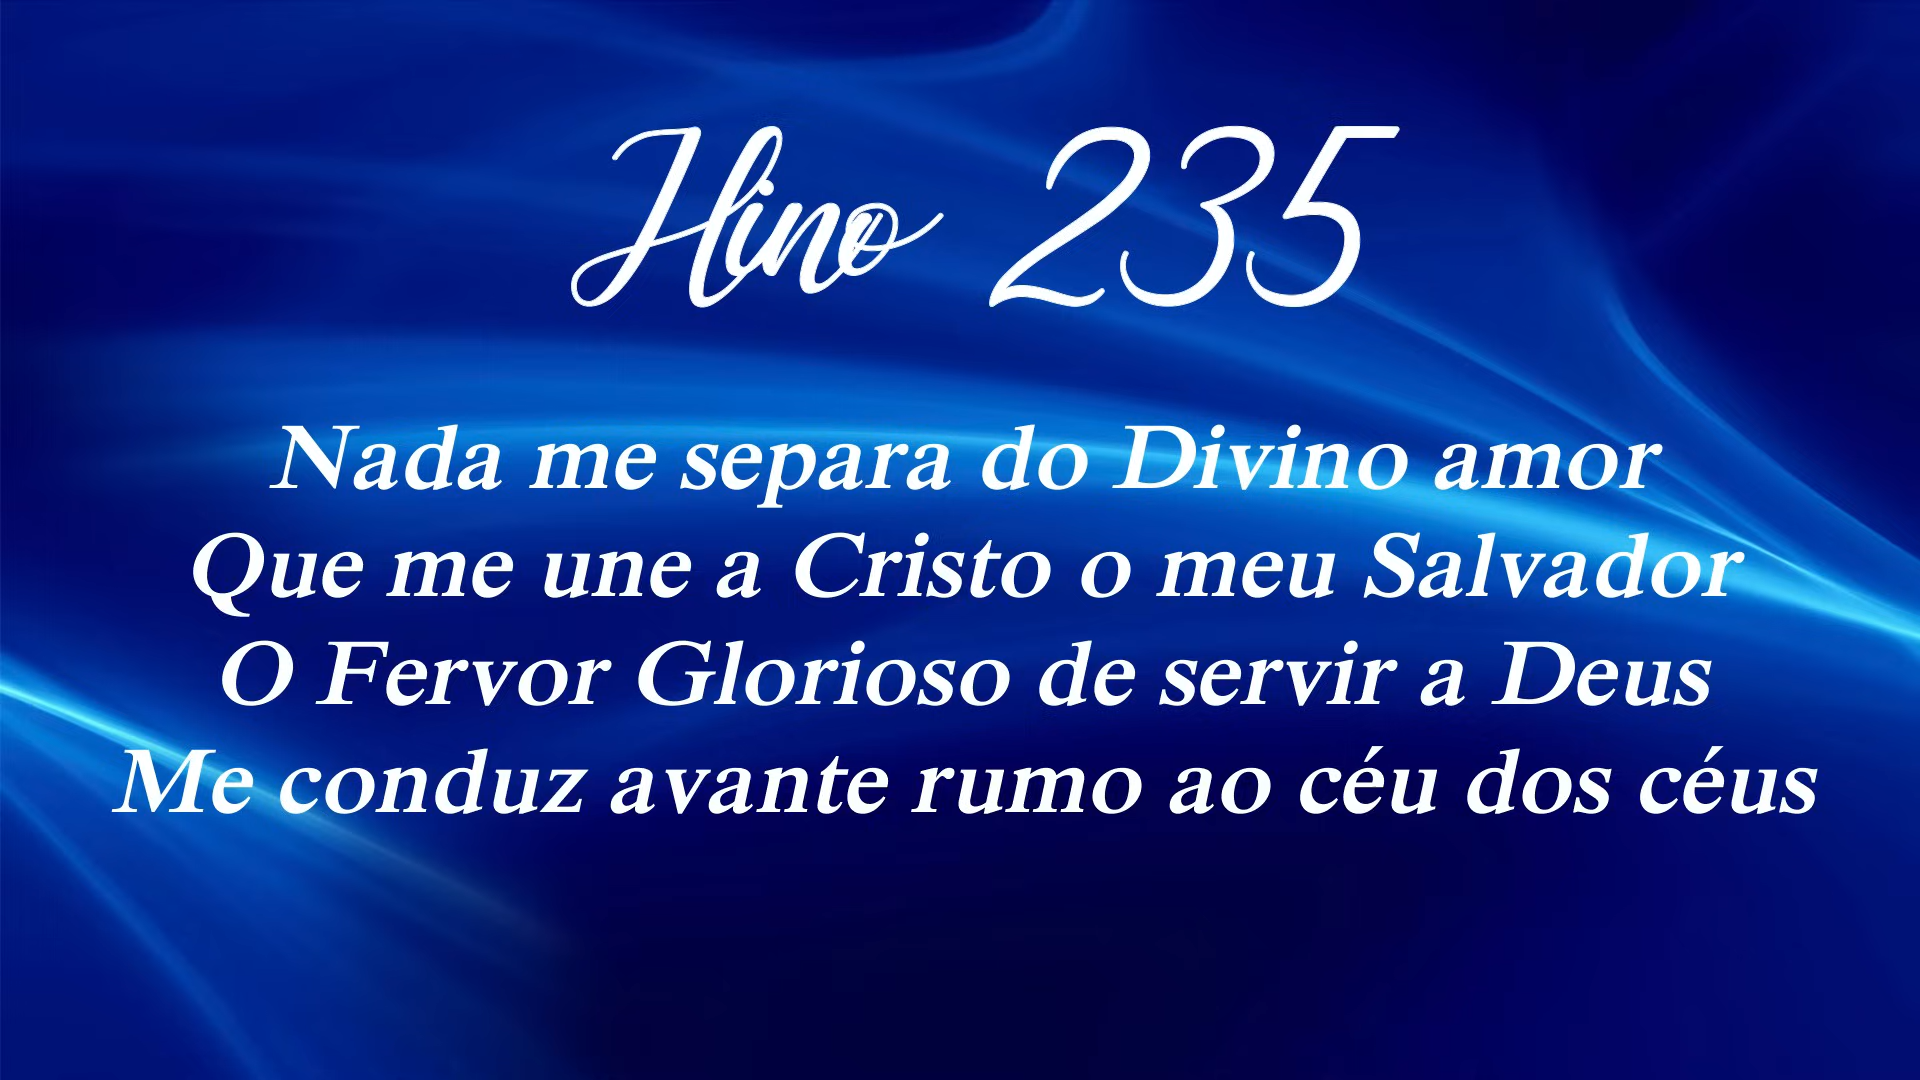 Hino 235
Nada me separa do Divino amor
Que me une a Cristo o meu Salvador
O Fervor Glorioso de servir a Deus
Me conduz avante rumo ao céu dos céus